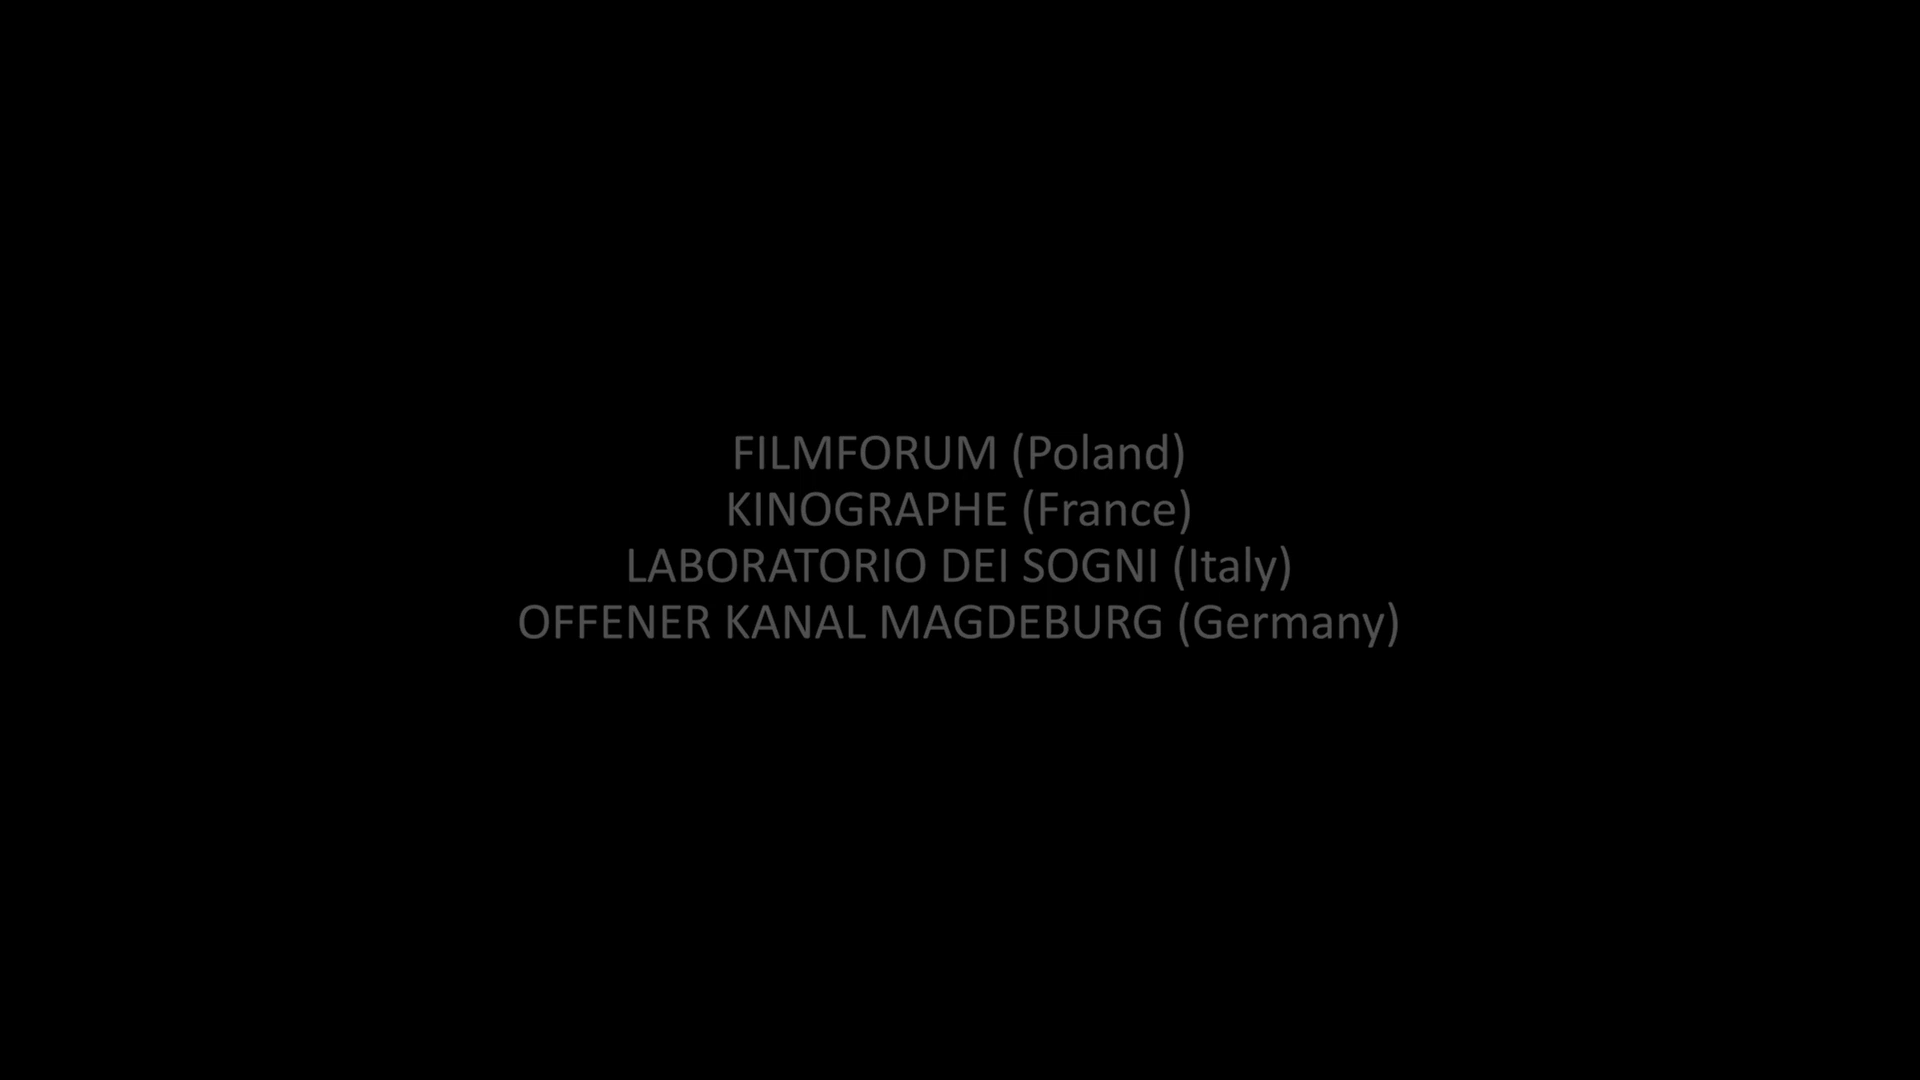 FILMFORUM (Poland)
KINOGRAPHE (France)
LABORATORIO DEI SOGNI (Italy)
OFFENER KANAL MAGDEBURG (Germany)